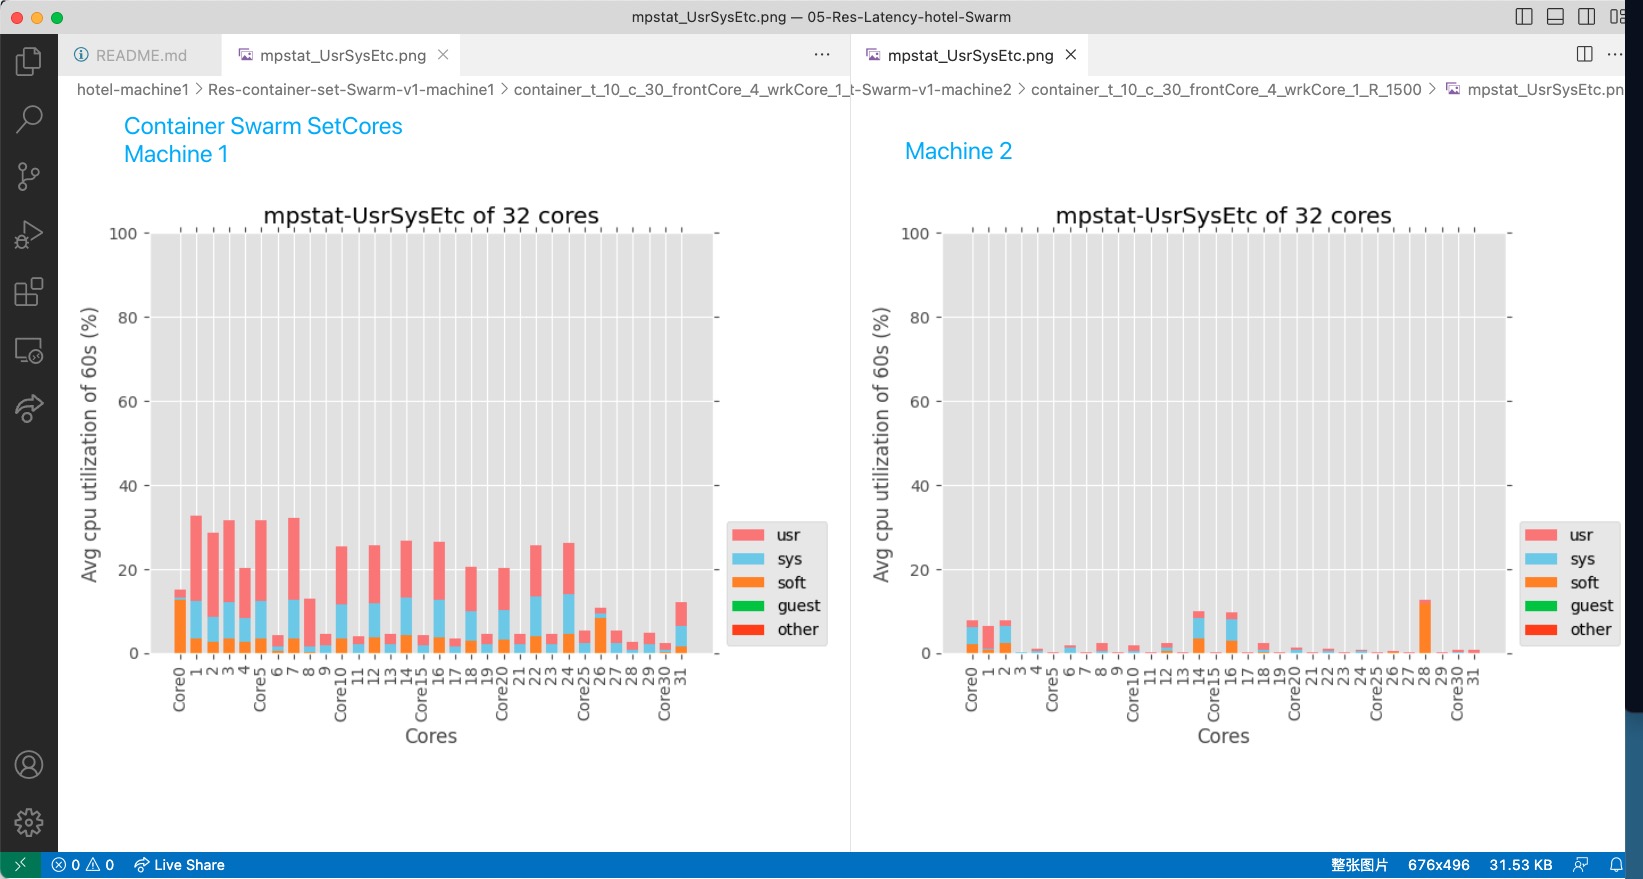 mpstat_UsrSysEtc.png — 05-Res-Latency-hotel-Swarm
README.md
mpstat_UsrSysEtc.png
mpstat_UsrSysEtc.png
hotel-machine1 > Res-container-set-Swarm-v1-machine1 > container_t_10_c_30_frontCore_4_wrkCore_1_
t-Swarm-v1-machine2 > container_t_10_c_30_frontCore_4_wrkCore_1_R_1500 > mpstat_UsrSysEtc.pn
Container Swarm SetCores
Machine 1
mpstat-UsrSysEtc of 32 cores
Avg cpu utilization of 60s (%)
100
80
60
40
20
0
Core0 1 2 3 4 Core5 6 7 8 9 Core10 11 12 13 14 Core15 16 17 18 19 Core20 21 22 23 24 Core25 26 27 28 29 Core30 31
Cores
usr
sys
soft
guest
other
Machine 2
mpstat-UsrSysEtc of 32 cores
Avg cpu utilization of 60s (%)
100
80
60
40
20
0
Core0 1 2 3 4 Core5 6 7 8 9 Core10 11 12 13 14 Core15 16 17 18 19 Core20 21 22 23 24 Core25 26 27 28 29 Core30 31
Cores
usr
sys
soft
guest
other
0 0 Live Share
整张图片 676x496 31.53 KB